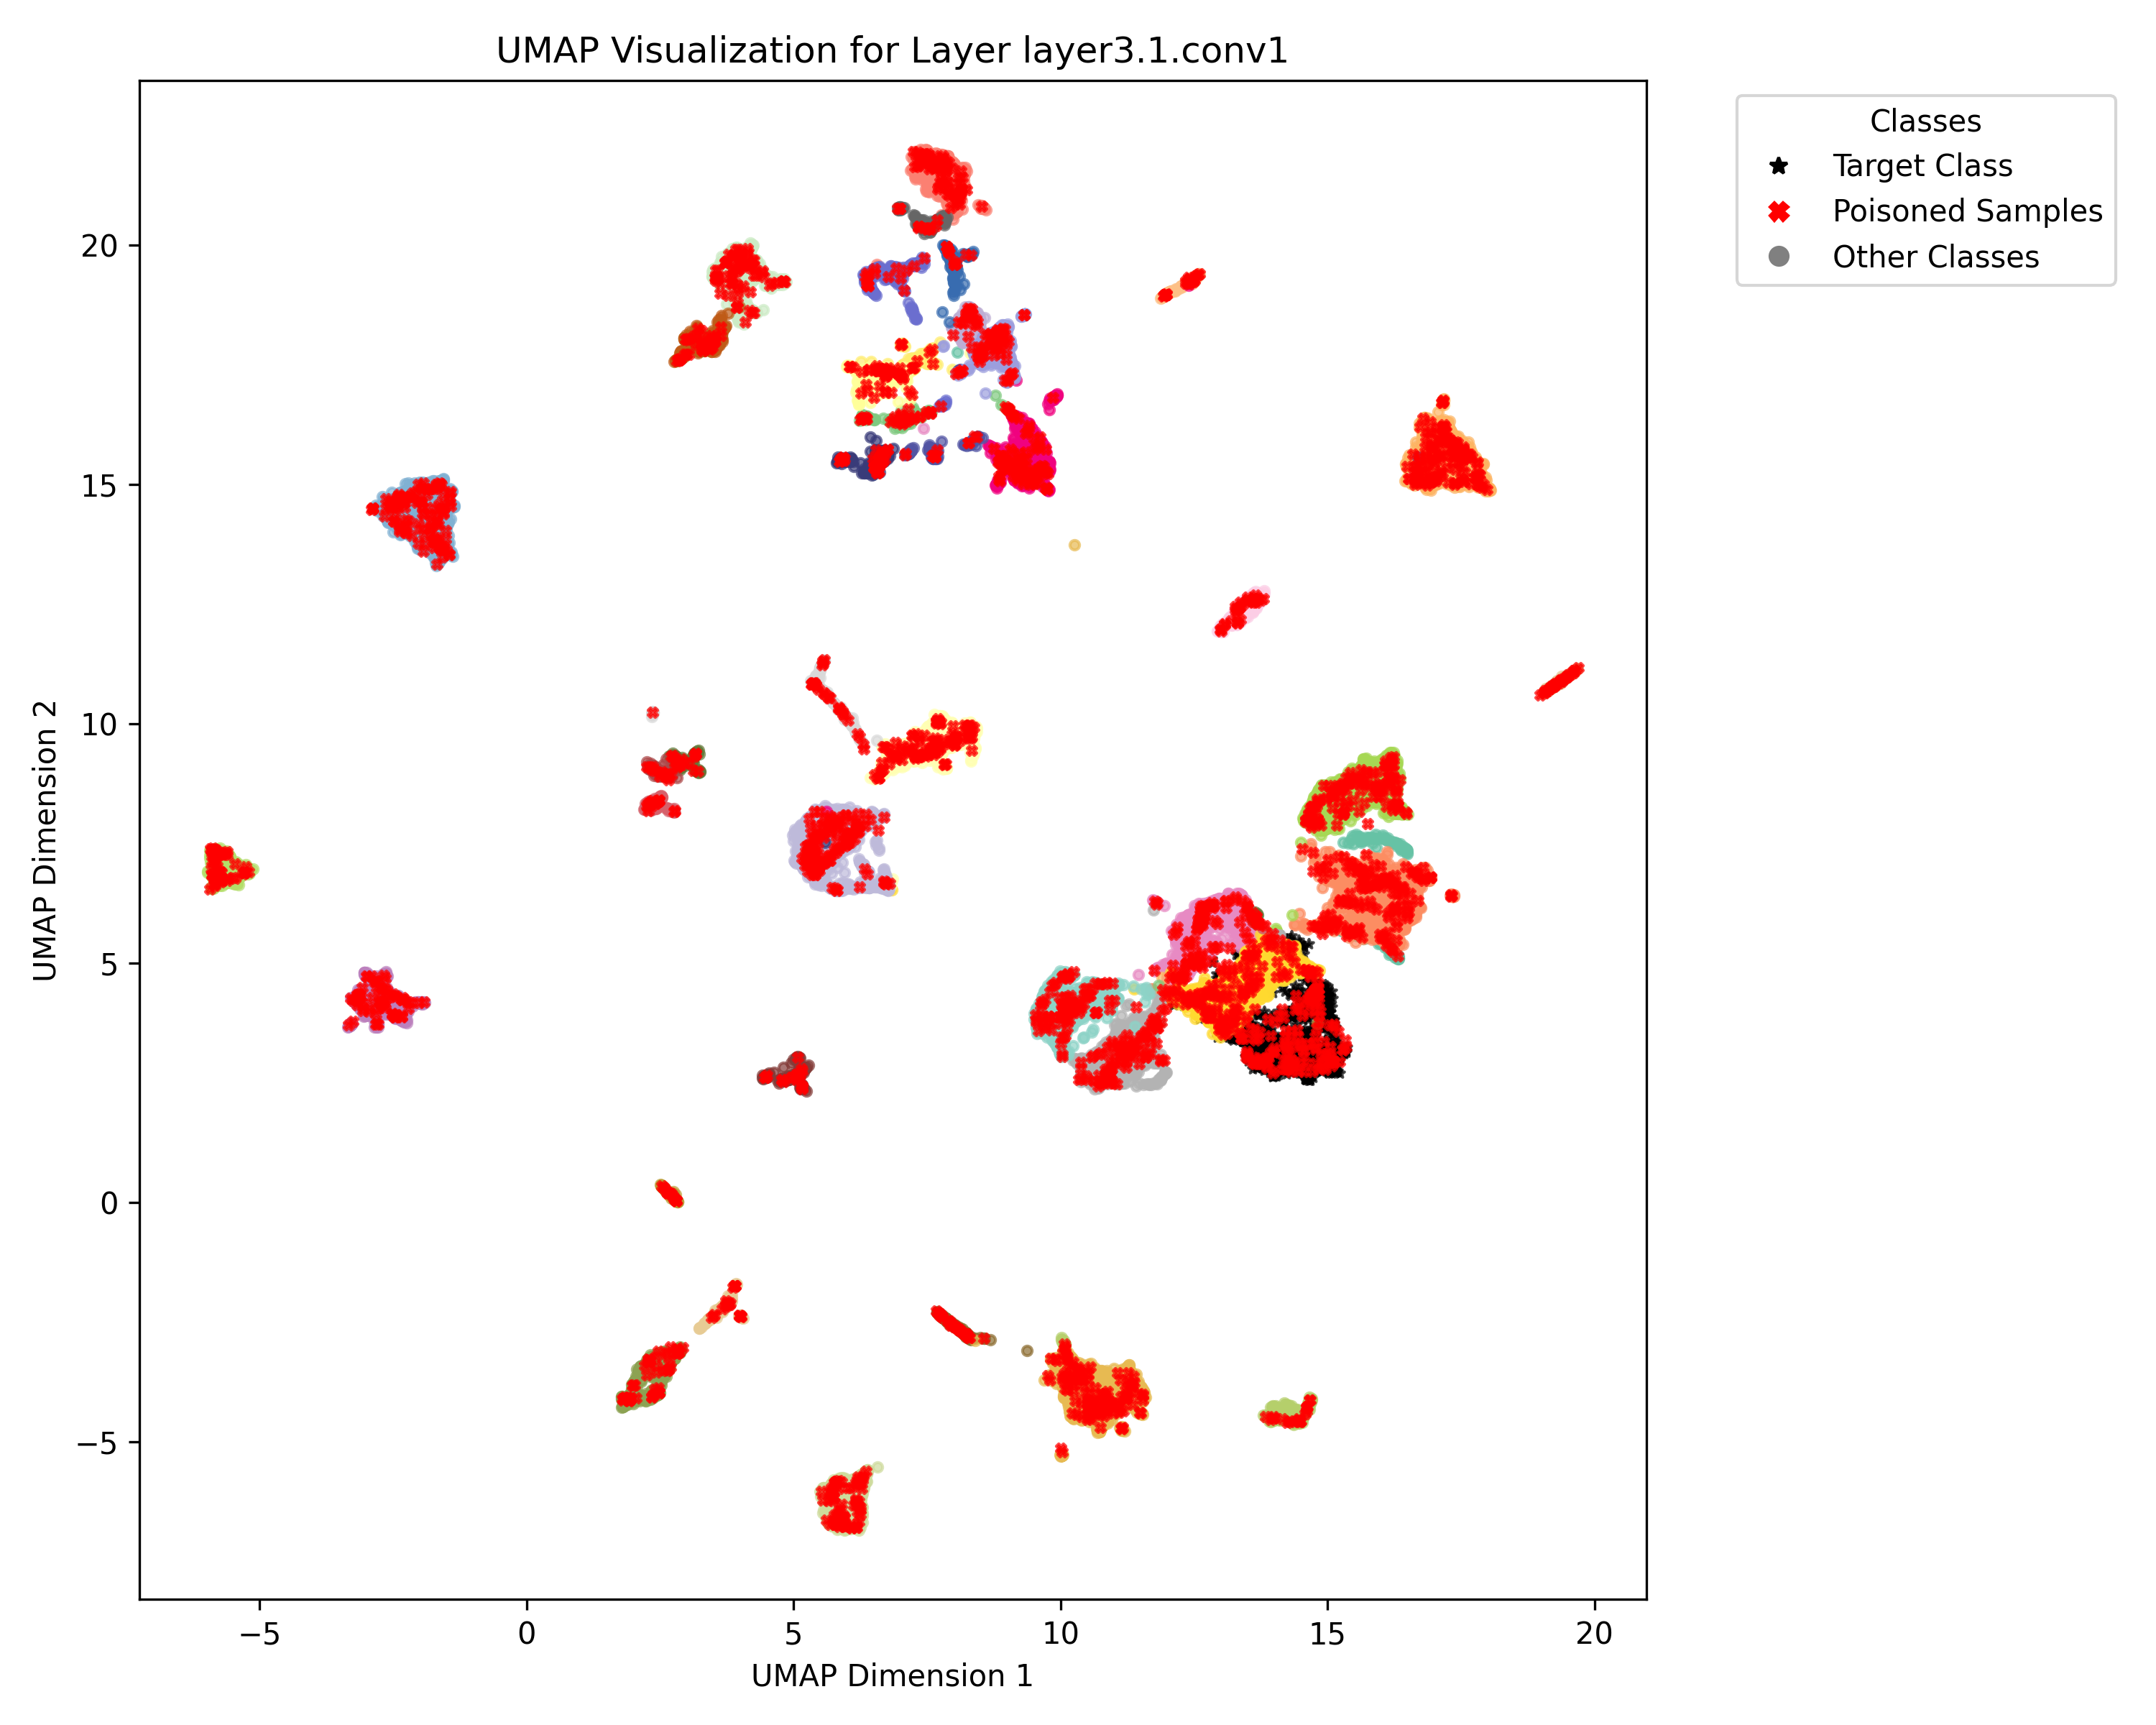 UMAP Visualization for Layer layer3.1.conv1
Classes
Target Class
Poisoned Samples
Other Classes
UMAP Dimension 2
20
15
10
5
0
−5
−5
0
5
10
15
20
UMAP Dimension 1